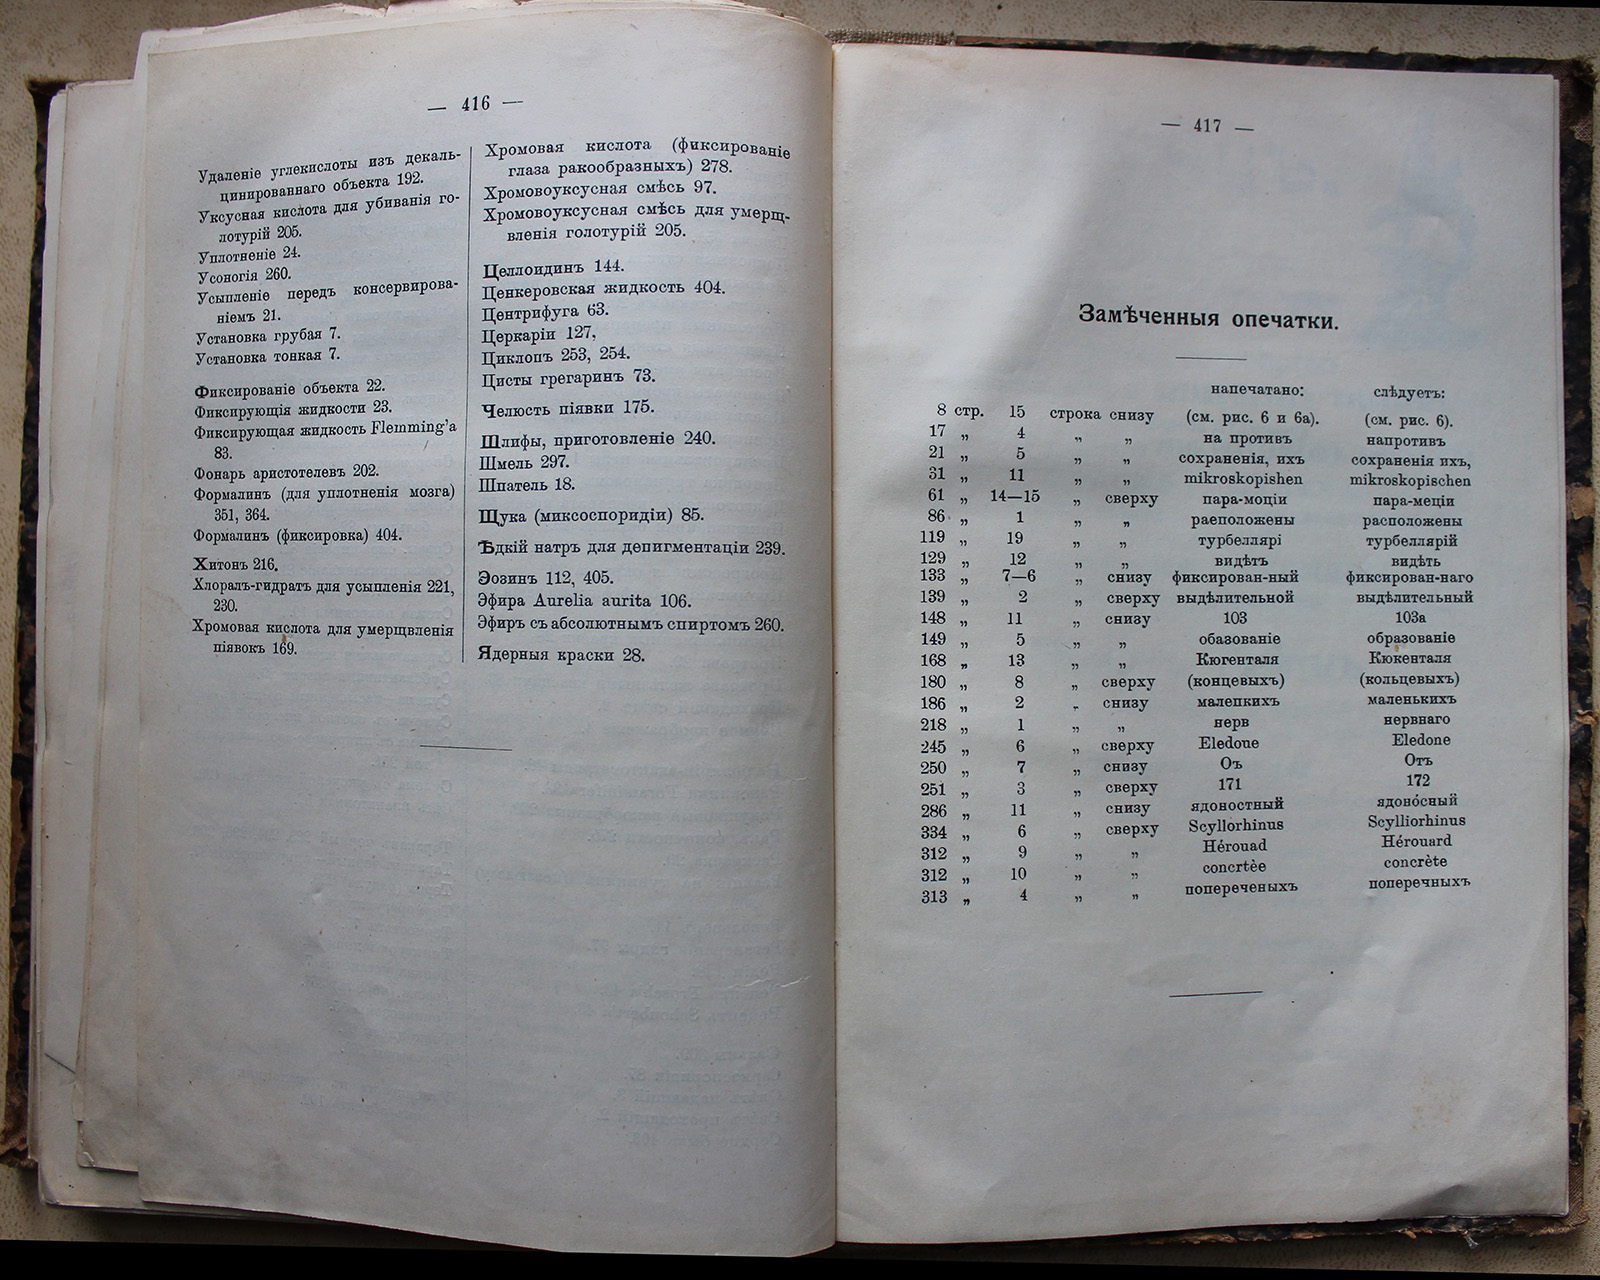 — 416 —
Удаленіе углекислоты изъ декаль-
цинированнаго объекта 192.
Уксусная кислота для убиванія го-
лотурій 205.
Уплотненіе 24.
Усоногія 260.
Усыпленіе передъ консервирова-
ніемъ 21.
Установка грубая 7.
Установка тонкая 7.
Фиксированіе объекта 22.
Фиксирующія жидкости 23.
Фиксирующая жидкость Flemming'a
83.
Фонарь аристотелевъ 202.
Формалинъ (для уплотненія мозга)
351, 364.
Формалинъ (фиксировка) 404.
Хитонъ 216.
Хлоралъ-гидратъ для усыпленія 221,
230.
Хромовая кислота для умерщвленія
піявокъ 169.
Хромовая кислота (фиксированіе
глаза ракообразныхъ) 278.
Хромовоуксусная смѣсь 97.
Хромовоуксусная смѣсь для умерщ-
вленія голотурій 205.
Целлоидинъ 144.
Ценкеровская жидкость 404.
Центрифуга 63.
Церкаріи 127,
Циклопъ 253, 254.
Цисты грегаринъ 73.
Челюсть піявки 175.
Шлифы, приготовленіе 240.
Шмель 297.
Шпатель 18.
Щука (миксоспоридіи) 85.
Ѣдкій натръ для депигментаціи 239.
Эозинъ 112, 405.
Эфира Aurelia aurita 106.
Эфиръ съ абсолютнымъ спиртомъ 260.
Ядерныя краски 28.
— 417 —
Замѣченныя опечатки.
напечатано: слѣдуетъ:
8 стр. 15 строка снизу (см. рис. 6 и 6а). (см. рис. 6).
17 „ 4 „ „ на противъ напротивъ
21 „ 5 „ „ сохраненія, ихъ сохраненія ихъ,
31 „ 11 „ „ mikroskopishen mikroskopischen
61 „ 14—15 „ сверху пара-моціи пара-меціи
86 „ 1 „ „ раеположены расположены
119 „ 19 „ „ турбеллярі турбеллярій
129 „ 12 „ „ видѣтъ видѣть
133 „ 7—6 „ снизу фиксирован-ный фиксирован-наго
139 „ 2 „ сверху выдѣлительной выдѣлительный
148 „ 11 „ снизу 103 103а
149 „ 5 „ „ обазованіе образованіе
168 „ 13 „ „ Кюгенталя Кюкенталя
180 „ 8 „ сверху (концевыхъ) (кольцевыхъ)
186 „ 2 „ снизу малепкихъ маленькихъ
218 „ 1 „ „ нерв нервнаго
245 „ 6 „ сверху Eledoue Eledone
250 „ 7 „ снизу Оъ Отъ
251 „ 3 „ сверху 171 172
286 „ 11 „ снизу ядоностный ядоносный
334 „ 6 „ сверху Scyllorhinus Scylliorhinus
312 „ 9 „ „ Hérouad Hérouard
312 „ 10 „ „ concrtèe concrète
313 „ 4 „ „ попереченыхъ поперечныхъ